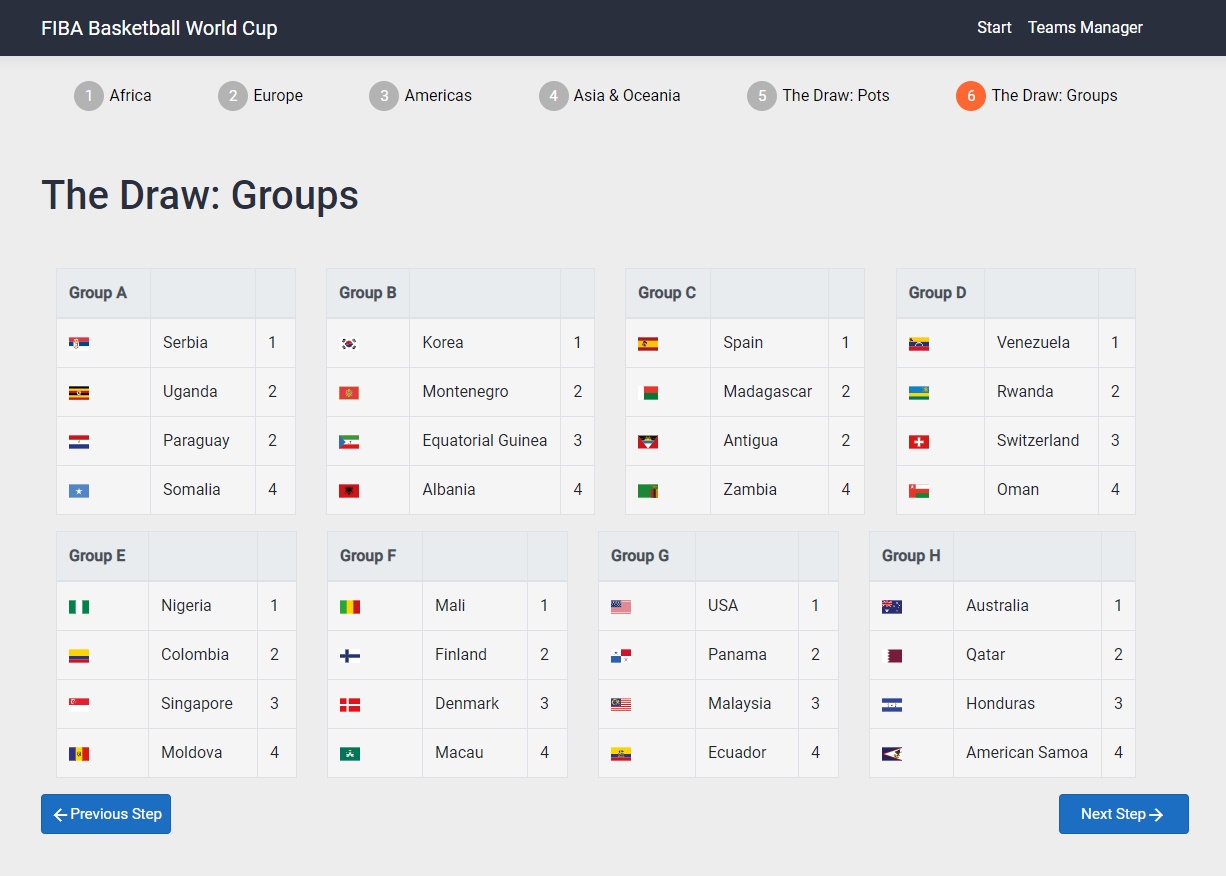 FIBA Basketball World Cup
Start Teams Manager
1 Africa 2 Europe 3 Americas 4 Asia & Oceania 5 The Draw: Pots 6 The Draw: Groups
The Draw: Groups
Group A
Serbia 1
Uganda 2
Paraguay 2
Somalia 4
Group B
Korea 1
Montenegro 2
Equatorial Guinea 3
Albania 4
Group C
Spain 1
Madagascar 2
Antigua 2
Zambia 4
Group D
Venezuela 1
Rwanda 2
Switzerland 3
Oman 4
Group E
Nigeria 1
Colombia 2
Singapore 3
Moldova 4
Group F
Mali 1
Finland 2
Denmark 3
Macau 4
Group G
USA 1
Panama 2
Malaysia 3
Ecuador 4
Group H
Australia 1
Qatar 2
Honduras 3
American Samoa 4
Previous Step
Next Step